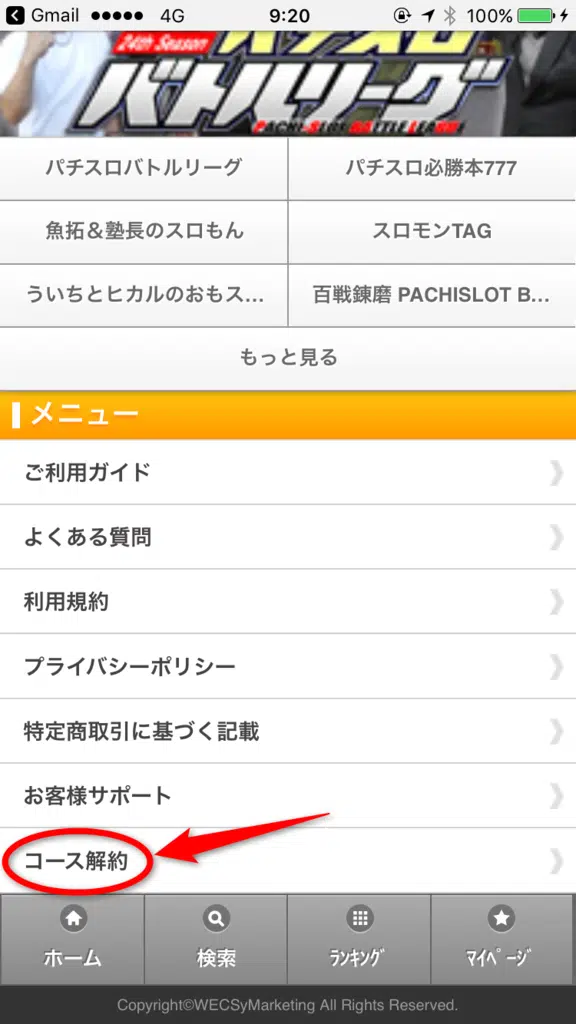 Gmail 4G 9:20 100%
24th Season
パチスロ
バトルリーグ
PACHI-SLOT BATTLE LEAGUE
パチスロバトルリーグ
パチスロ必勝本777
魚拓＆塾長のスロもん
スロモンTAG
ういちとヒカルのおもス...
百戦錬磨 PACHISLOT B...
もっと見る
メニュー
ご利用ガイド
よくある質問
利用規約
プライバシーポリシー
特定商取引に基づく記載
お客様サポート
コース解約
ホーム
検索
ﾗﾝｷﾝｸﾞ
ﾏｲﾍﾟｰｼﾞ
Copyright©WECSyMarketing All Rights Reserved.